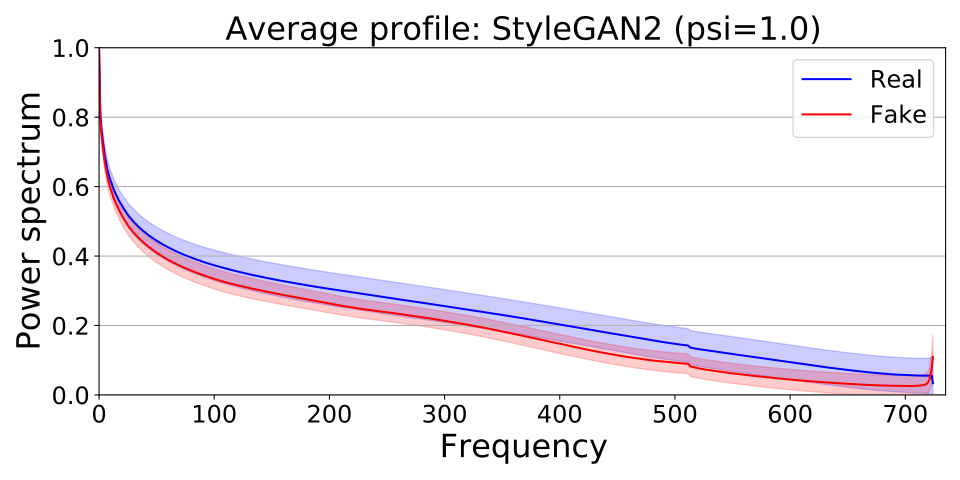 Average profile: StyleGAN2 (psi=1.0)
Power spectrum
1.0
0.8
0.6
0.4
0.2
0.0
Real
Fake
0 100 200 300 400 500 600 700
Frequency